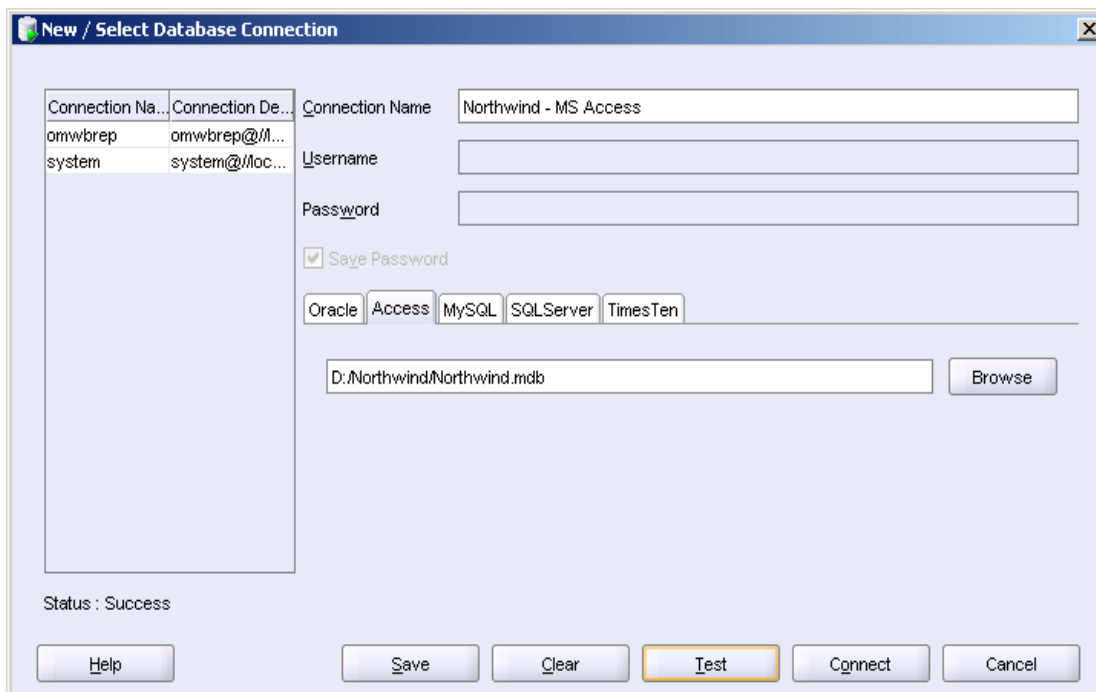 New / Select Database Connection
Connection Na... Connection De...
omwbrep omwbrep@//l...
system system@//loc...
Connection Name Northwind - MS Access
Username
Password
Save Password
Oracle Access MySQL SQLServer TimesTen
D:/Northwind/Northwind.mdb Browse
Status : Success
Help Save Clear Test Connect Cancel